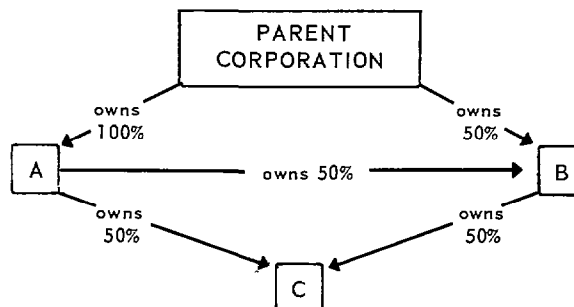 PARENT
CORPORATION
owns
100%
owns
50%
A
owns 50%
B
owns
50%
owns
50%
C